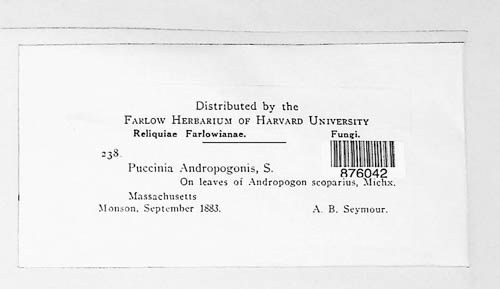 Distributed by the
FARLOW HERBARIUM OF HARVARD UNIVERSITY
Reliquiae Farlowianae. Fungi.
238.
876042
Puccinia Andropogonis, S.
On leaves of Andropogon scoparius, Michx.
Massachusetts
Monson, September 1883. A. B. Seymour.